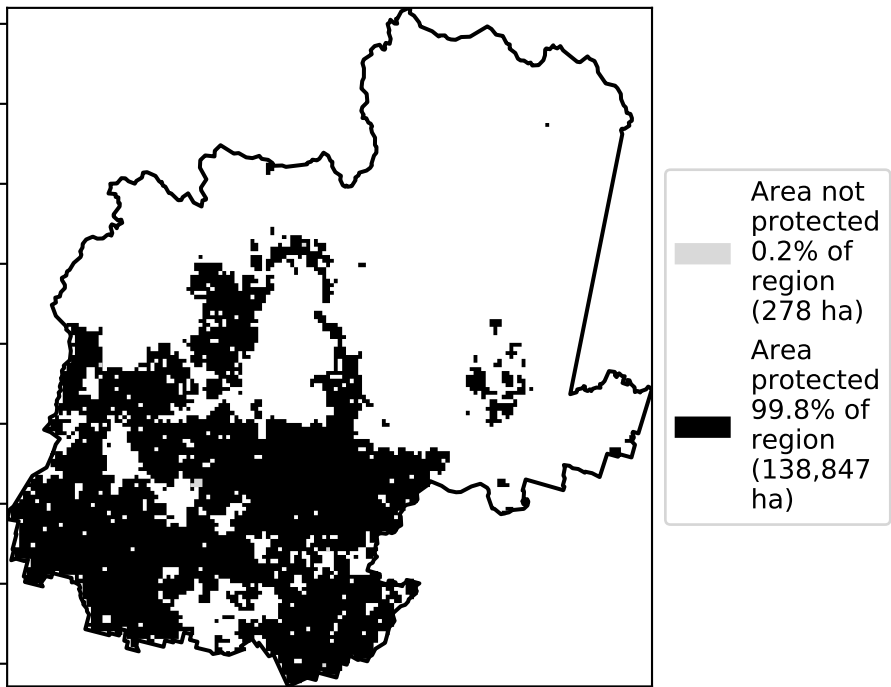 Area not
protected
0.2% of
region
(278 ha)
Area
protected
99.8% of
region
(138,847
ha)